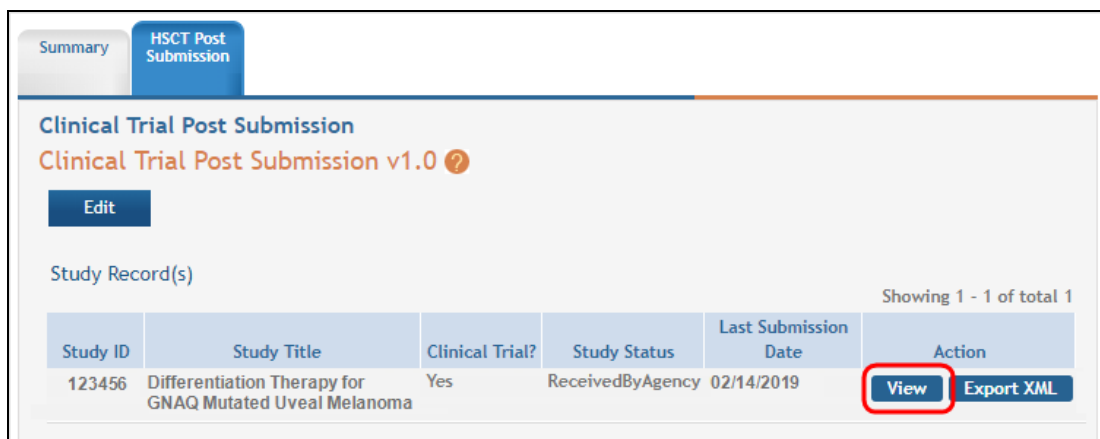 Summary
HSCT Post
Submission
Clinical Trial Post Submission
Clinical Trial Post Submission v1.0 ?
Edit
Study Record(s)
Showing 1 - 1 of total 1
Study ID Study Title Clinical Trial? Study Status Last Submission
Date Action
123456 Differentiation Therapy for Yes ReceivedByAgency 02/14/2019 View Export XML
GNAQ Mutated Uveal Melanoma